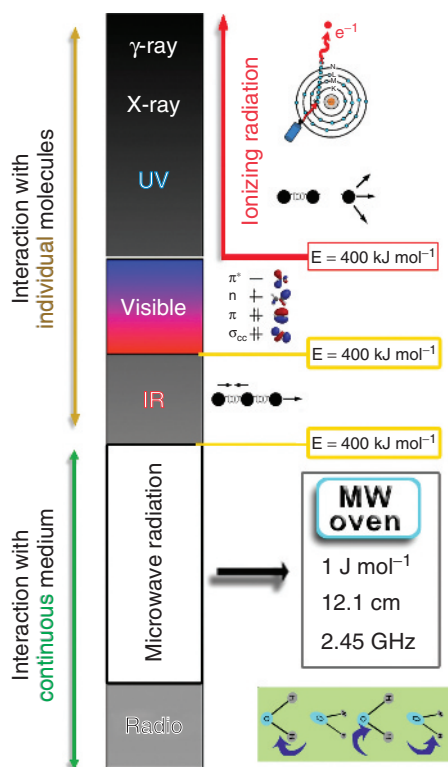 Interaction with
individual molecules
Interaction with
continuous medium
γ-ray
X-ray
UV
Visible
IR
Microwave radiation
Radio
Ionizing radiation
e⁻¹
N
L
M
K
E = 400 kJ mol⁻¹
π*
n
π
σcc
E = 400 kJ mol⁻¹
E = 400 kJ mol⁻¹
MW
oven
1 J mol⁻¹
12.1 cm
2.45 GHz